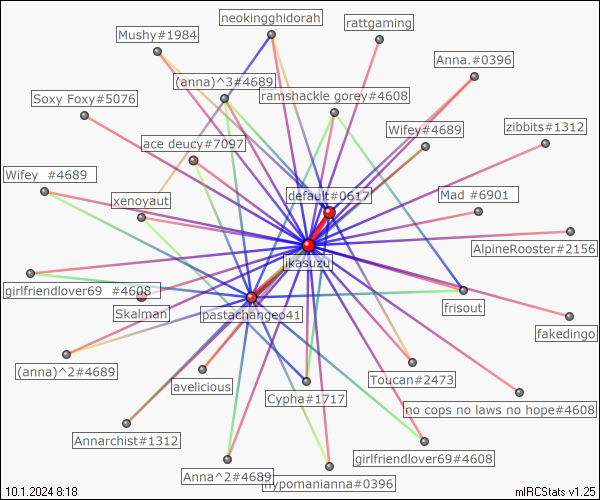 neokingghidorah
rattgaming
Mushy#1984
Anna.#0396
(anna)^3#4689
ramshackle gorey#4608
Soxy Foxy#5076
Wifey#4689
zibbits#1312
ace deucy#7097
Wifey #4689
default#0617
Mad #6901
xenoyaut
AlpineRooster#2156
ikasuzu
girlfriendlover69 #4608
Skalman
pastachangeo41
frisout
fakedingo
(anna)^2#4689
avelicious
Toucan#2473
Cypha#1717
no cops no laws no hope#4608
Annarchist#1312
girlfriendlover69#4608
Anna^2#4689
hypomanianna#0396
10.1.2024 8:18
mIRCStats v1.25